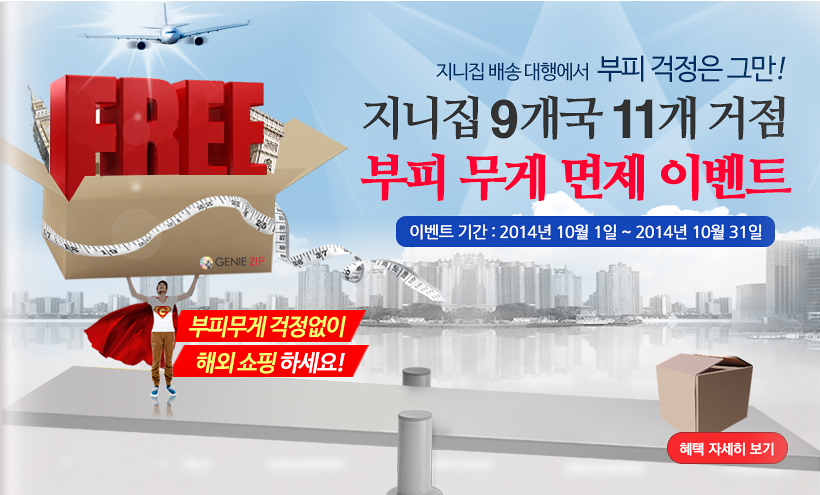 지니집 배송 대행에서 부피 걱정은 그만!
지니집 9개국 11개 거점
부피 무게 면제 이벤트
이벤트 기간 : 2014년 10월 1일 ~ 2014년 10월 31일
FREE
GENIE ZIP
부피무게 걱정없이
해외 쇼핑 하세요!
혜택 자세히 보기